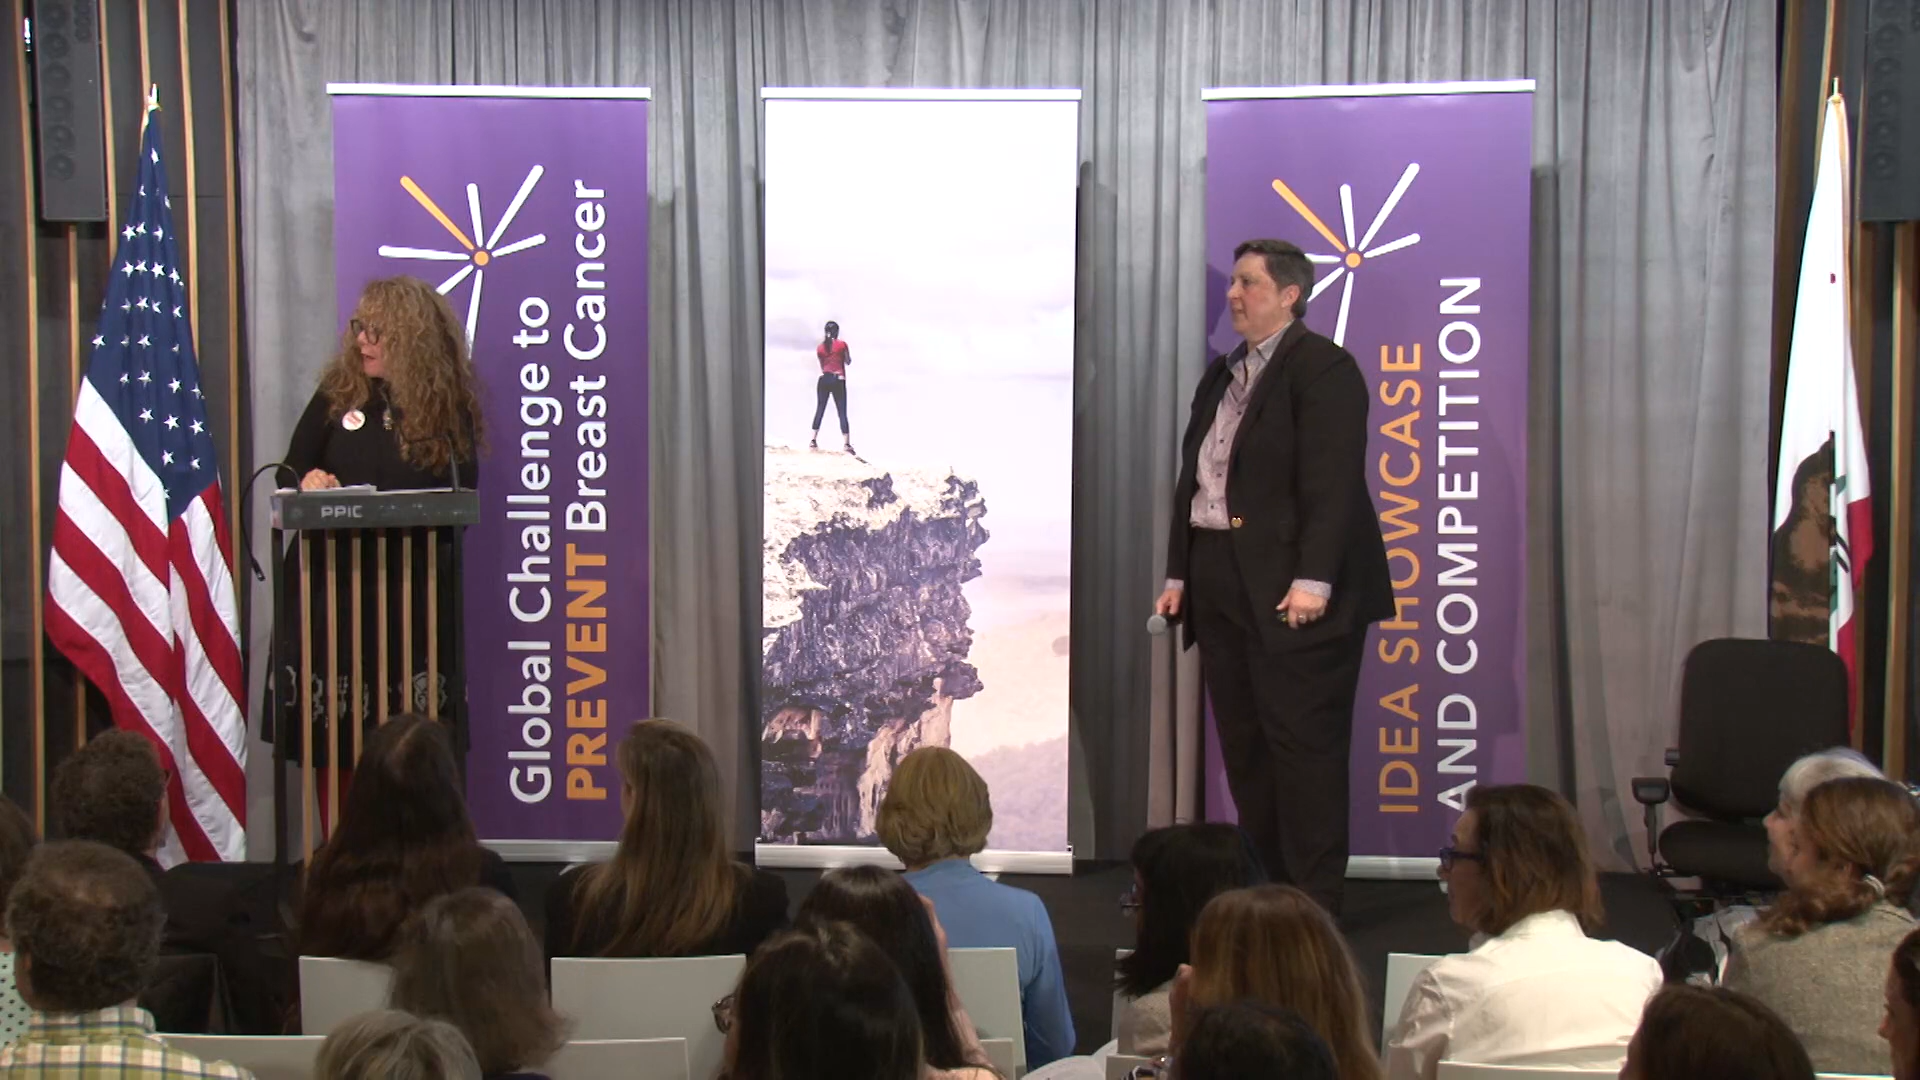 Global Challenge to
PREVENT Breast Cancer
PPIC
IDEA SHOWCASE
AND COMPETITION